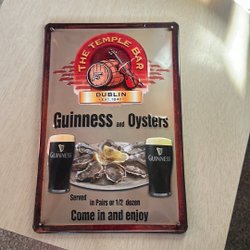 THE TEMPLE BAR
DUBLIN
EST. 1840
Guinness and Oysters
GUINNESS
GUINNESS
Served
in Pairs or 1/2 dozen
Come in and enjoy